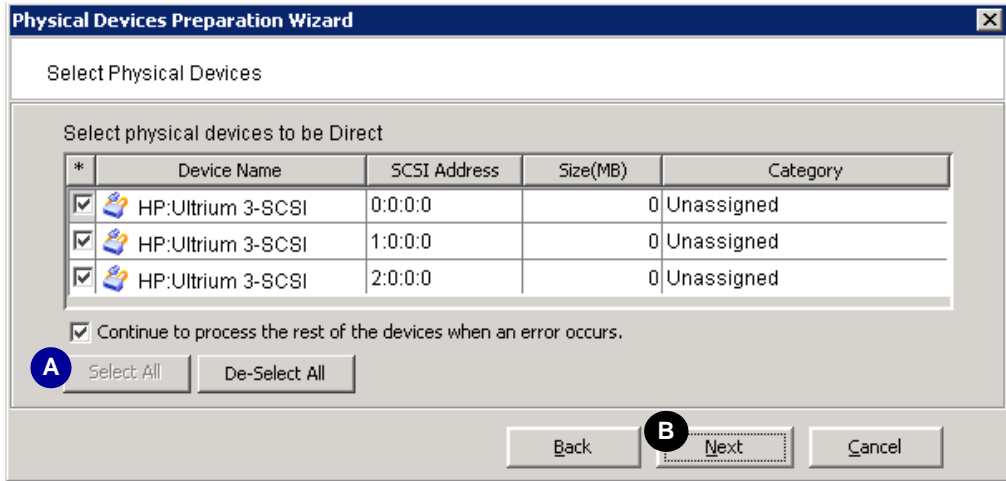 Physical Devices Preparation Wizard
Select Physical Devices
Select physical devices to be Direct
* Device Name SCSI Address Size(MB) Category
HP:Ultrium 3-SCSI 0:0:0:0 0 Unassigned
HP:Ultrium 3-SCSI 1:0:0:0 0 Unassigned
HP:Ultrium 3-SCSI 2:0:0:0 0 Unassigned
Continue to process the rest of the devices when an error occurs.
A Select All De-Select All
Back B Next Cancel